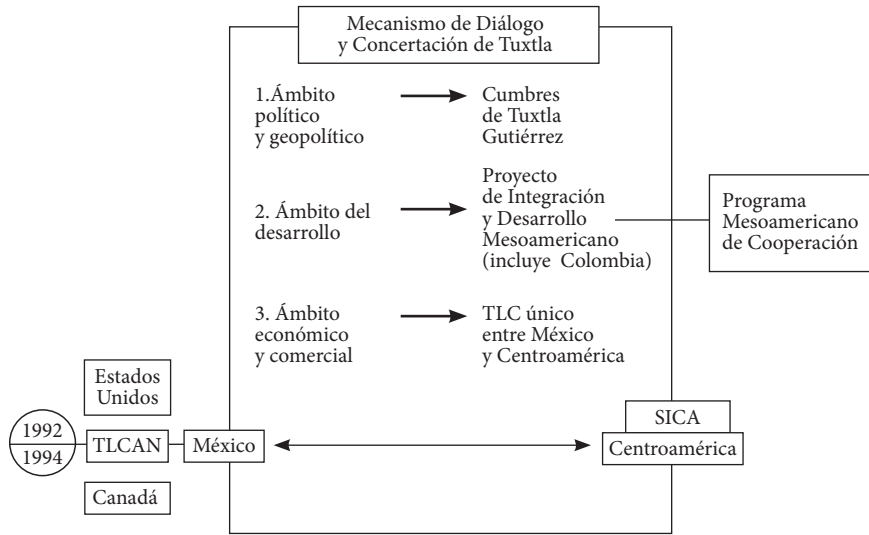 Mecanismo de Diálogo
y Concertación de Tuxtla
1.Ámbito
político
y geopolítico
Cumbres
de Tuxtla
Gutiérrez
2. Ámbito del
desarrollo
Proyecto
de Integración
y Desarrollo
Mesoamericano
(incluye Colombia)
Programa
Mesoamericano
de Cooperación
3. Ámbito
económico
y comercial
TLC único
entre México
y Centroamérica
Estados
Unidos
1992
1994
TLCAN
México
Canadá
SICA
Centroamérica